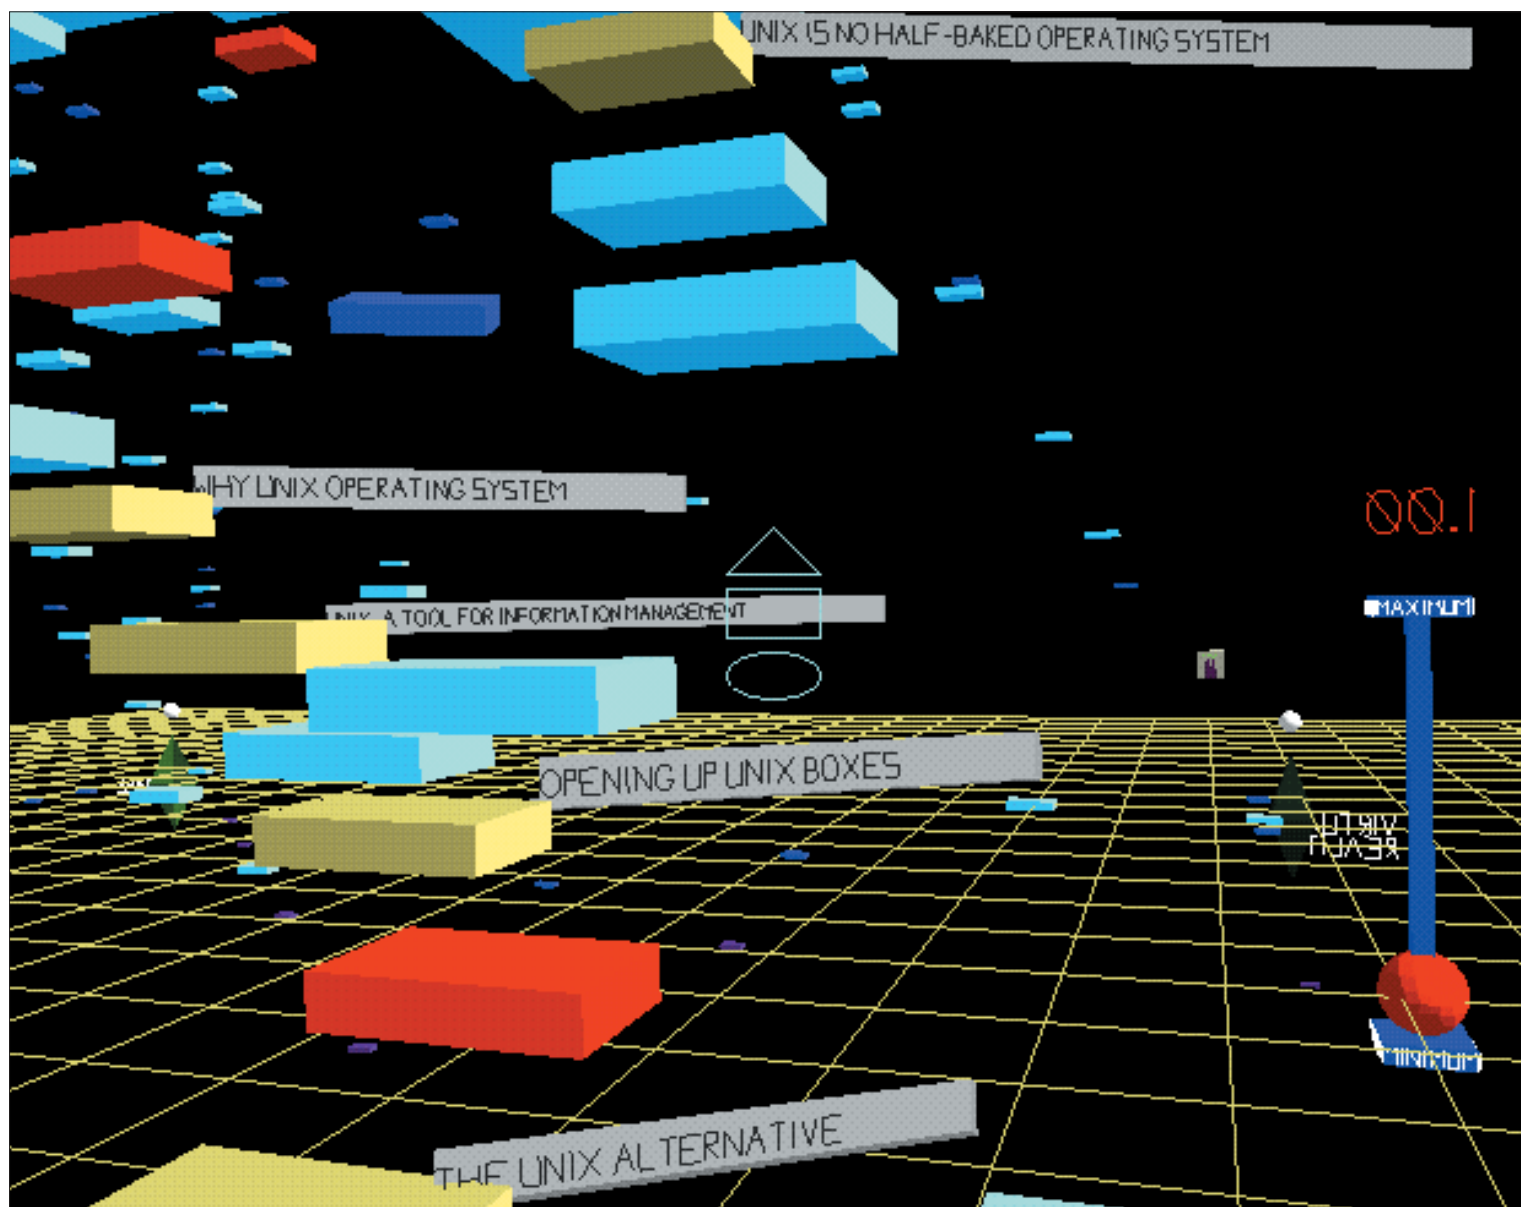 UNIX IS NO HALF-BAKED OPERATING SYSTEM
WHY UNIX OPERATING SYSTEM
00.1
MAXIMUM
UNIX A TOOL FOR INFORMATION MANAGEMENT
OPENING UP UNIX BOXES
MINIMUM
THE UNIX ALTERNATIVE